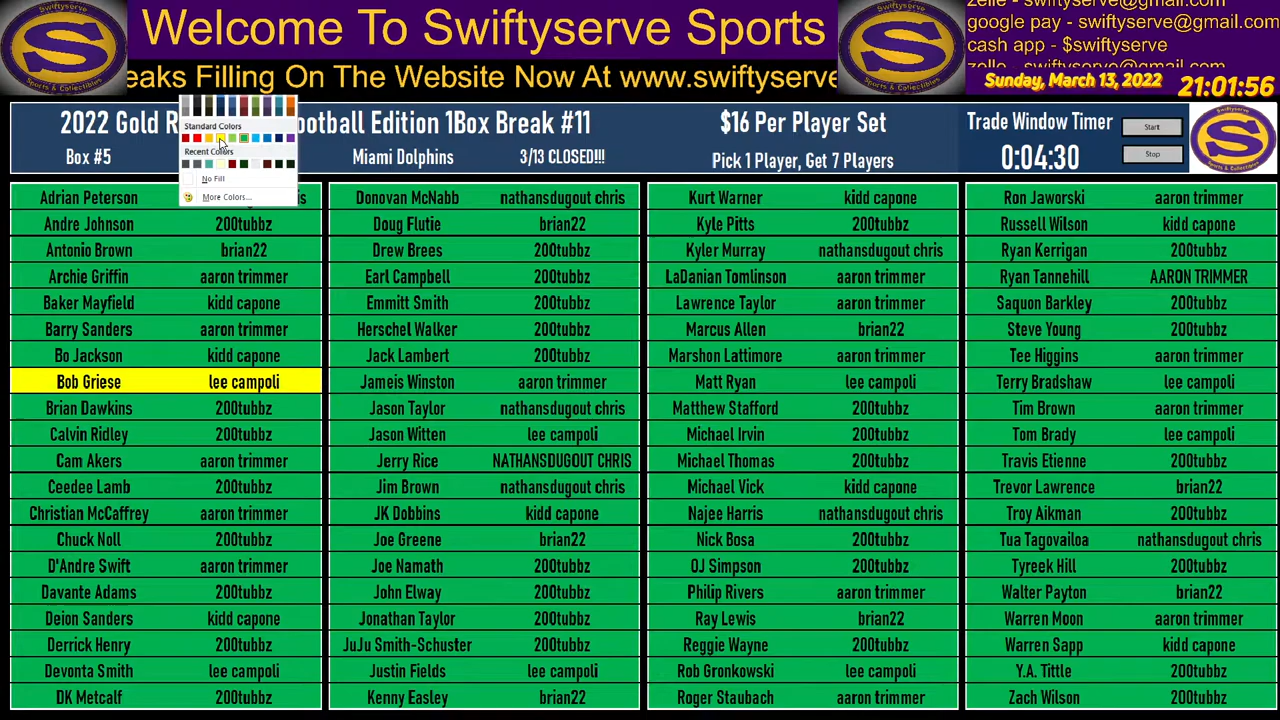 Welcome To Swiftyserve Sports
eaks Filling On The Website Now At www.swiftyserve
zelle - swiftyserve@gmail.com
google pay - swiftyserve@gmail.com
cash app - $swiftyserve
zelle - swiftyserve@gmail.com
Sunday, March 13, 2022 21:01:56
2022 Gold R ootball Edition 1Box Break #11
Box #5 Miami Dolphins 3/13 CLOSED!!!
$16 Per Player Set
Pick 1 Player, Get 7 Players
Trade Window Timer
0:04:30
Start
Stop
Standard Colors
Recent Colors
No Fill
More Colors...
Adrian Peterson is
Andre Johnson 200tubbz
Antonio Brown brian22
Archie Griffin aaron trimmer
Baker Mayfield kidd capone
Barry Sanders aaron trimmer
Bo Jackson kidd capone
Bob Griese lee campoli
Brian Dawkins 200tubbz
Calvin Ridley 200tubbz
Cam Akers aaron trimmer
Ceedee Lamb 200tubbz
Christian McCaffrey aaron trimmer
Chuck Noll 200tubbz
D'Andre Swift aaron trimmer
Davante Adams 200tubbz
Deion Sanders kidd capone
Derrick Henry 200tubbz
Devonta Smith lee campoli
DK Metcalf 200tubbz
Donovan McNabb nathansdugout chris
Doug Flutie brian22
Drew Brees 200tubbz
Earl Campbell aaron trimmer
Emmitt Smith 200tubbz
Herschel Walker 200tubbz
Jack Lambert 200tubbz
Jameis Winston aaron trimmer
Jason Taylor nathansdugout chris
Jason Witten lee campoli
Jerry Rice NATHANSDUGOUT CHRIS
Jim Brown nathansdugout chris
JK Dobbins kidd capone
Joe Greene brian22
Joe Namath 200tubbz
John Elway 200tubbz
Jonathan Taylor 200tubbz
JuJu Smith-Schuster 200tubbz
Justin Fields lee campoli
Kenny Easley brian22
Kurt Warner kidd capone
Kyle Pitts 200tubbz
Kyler Murray nathansdugout chris
LaDanian Tomlinson aaron trimmer
Lawrence Taylor aaron trimmer
Marcus Allen brian22
Marshon Lattimore aaron trimmer
Matt Ryan lee campoli
Matthew Stafford 200tubbz
Michael Irvin 200tubbz
Michael Thomas 200tubbz
Michael Vick kidd capone
Najee Harris nathansdugout chris
Nick Bosa 200tubbz
OJ Simpson 200tubbz
Philip Rivers aaron trimmer
Ray Lewis brian22
Reggie Wayne 200tubbz
Rob Gronkowski lee campoli
Roger Staubach aaron trimmer
Ron Jaworski aaron trimmer
Russell Wilson kidd capone
Ryan Kerrigan 200tubbz
Ryan Tannehill AARON TRIMMER
Saquon Barkley 200tubbz
Steve Young 200tubbz
Tee Higgins aaron trimmer
Terry Bradshaw lee campoli
Tim Brown aaron trimmer
Tom Brady lee campoli
Travis Etienne 200tubbz
Trevor Lawrence brian22
Troy Aikman 200tubbz
Tua Tagovailoa nathansdugout chris
Tyreek Hill 200tubbz
Walter Payton brian22
Warren Moon aaron trimmer
Warren Sapp kidd capone
Y.A. Tittle 200tubbz
Zach Wilson 200tubbz